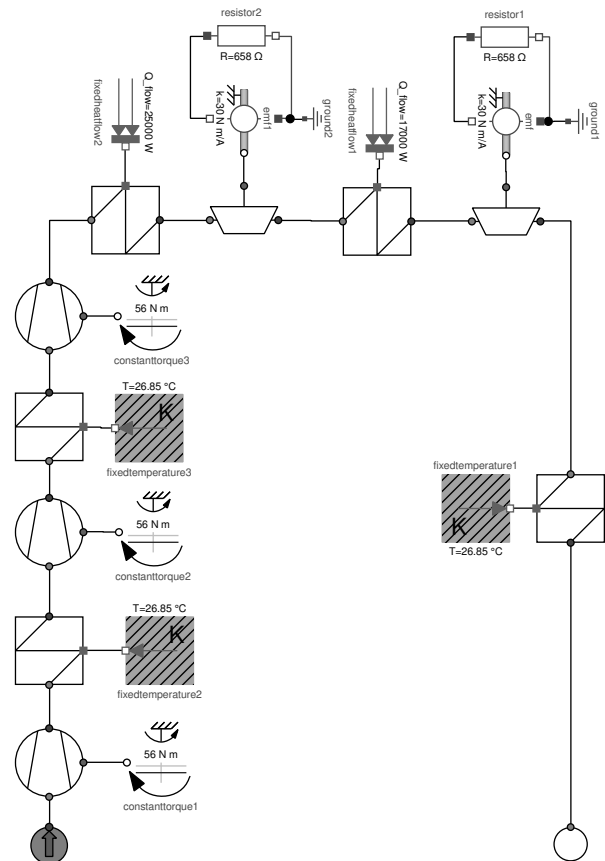 resistor2
R=658 Ω
fixedheatflow2
Q_flow=25000 W
k=30 N m/A
emf1
ground2
resistor1
R=658 Ω
fixedheatflow1
Q_flow=17000 W
k=30 N m/A
emf
ground1
56 N m
constanttorque3
T=26.85 °C
K
fixedtemperature3
fixedtemperature1
K
T=26.85 °C
56 N m
constanttorque2
T=26.85 °C
K
fixedtemperature2
56 N m
constanttorque1